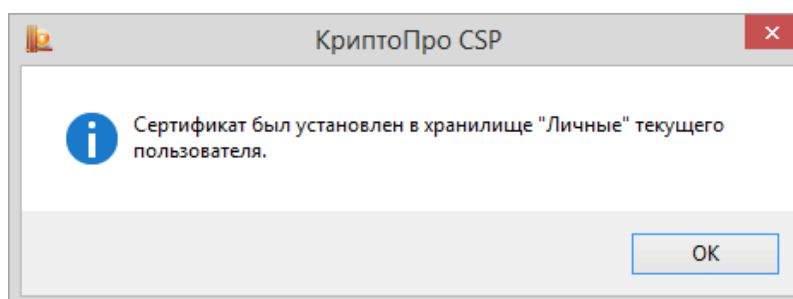 КриптоПро CSP
Сертификат был установлен в хранилище "Личные" текущего
пользователя.
OK